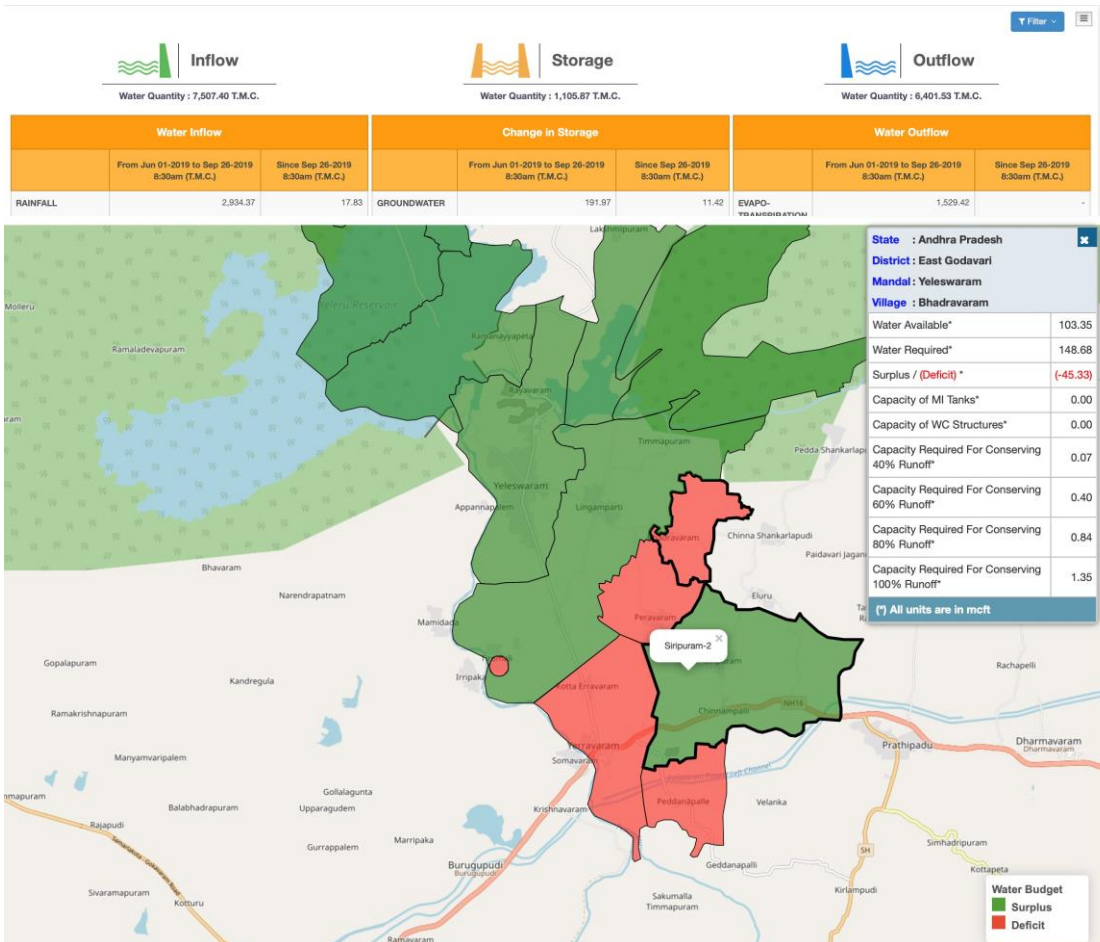 Filter
Inflow
Water Quantity : 7,507.40 T.M.C.
Storage
Water Quantity : 1,105.87 T.M.C.
Outflow
Water Quantity : 6,401.53 T.M.C.
Water Inflow
From Jun 01-2019 to Sep 26-2019
8:30am (T.M.C.)
Since Sep 26-2019
8:30am (T.M.C.)
RAINFALL 2,934.37 17.83
Change in Storage
From Jun 01-2019 to Sep 26-2019
8:30am (T.M.C.)
Since Sep 26-2019
8:30am (T.M.C.)
GROUNDWATER 191.97 11.42
Water Outflow
From Jun 01-2019 to Sep 26-2019
8:30am (T.M.C.)
Since Sep 26-2019
8:30am (T.M.C.)
EVAPO- 1,529.42 -
TRANSPIRATION
State : Andhra Pradesh
District : East Godavari
Mandal : Yeleswaram
Village : Bhadravaram
Water Available* 103.35
Water Required* 148.68
Surplus / (Deficit) * (-45.33)
Capacity of MI Tanks* 0.00
Capacity of WC Structures* 0.00
Capacity Required For Conserving
40% Runoff* 0.07
Capacity Required For Conserving
60% Runoff* 0.40
Capacity Required For Conserving
80% Runoff* 0.84
Capacity Required For Conserving
100% Runoff* 1.35
(*) All units are in mcft
Lakshmipuram
Molleru
Yeleru Reservoir
Ramaladevapuram
Ramanayyapeta
Rayavaram
Timmapuram
Pedda Shankarlap
Yeleswaram
Appannapalem
Lingamparti
dravaram
Chinna Shankarlapudi
Paidavari Jagan
Bhavaram
Narendrapatnam
Eluru
Mamidada
Peravaram
Siripuram-2
Gopalapuram
Irripaka
Rachapelli
Kandregula
Kotta Erravaram
Chinnampalli
NH16
Ramakrishnapuram
Yerravaram
Prathipadu
Dharmavaram
Dharmavaram
Manyamvaripalem
Somavaram
Gollalagunta
Peddanapalle
Velanka
mmapuram
Balabhadrapuram
Upparagudem
Krishnavaram
Rajapudi
Marripaka
Gurrappalem
Simhadripuram
SH
Burugupudi
Burugupudi
Geddanapalli
Kottapeta
Sivaramapuram
Kotturu
Sakumalla
Timmapuram
Kirlampudi
Ramavaram
Water Budget
Surplus
Deficit